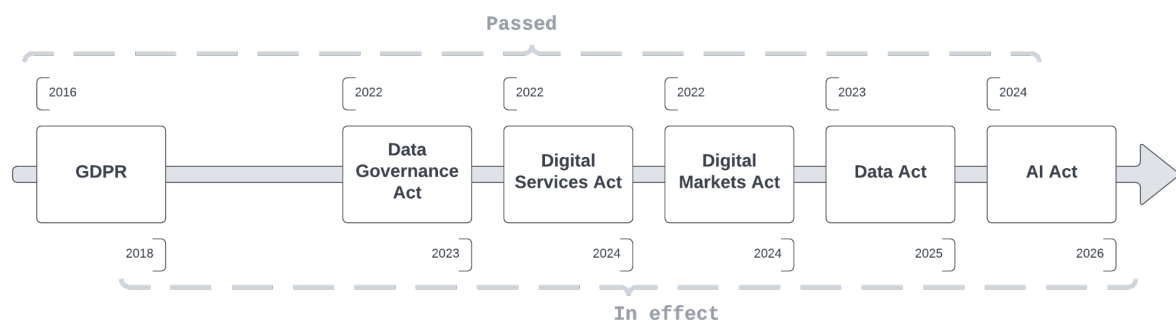 Passed
2016
2022
2022
2022
2023
2024
GDPR
Data
Governance
Act
Digital
Services Act
Digital
Markets Act
Data Act
AI Act
2018
2023
2024
2024
2025
2026
In effect